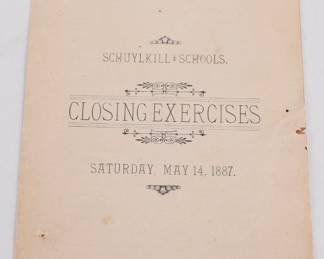 SCHUYLKILL SCHOOLS.
CLOSING EXERCISES
SATURDAY, MAY 14, 1887.